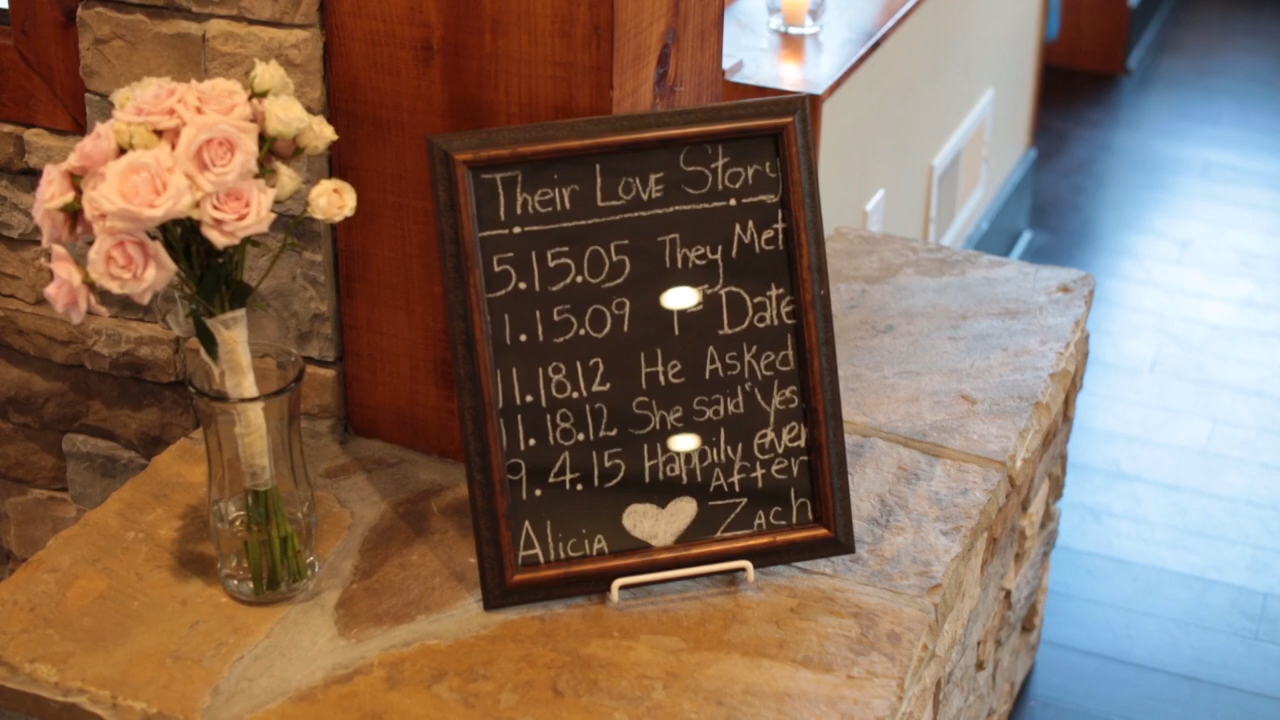 Their Love Story
5.15.05 They Met
1.15.09 1st Date
11.18.12 He Asked
11.18.12 She said "Yes
9.4.15 Happily Ever
After
Alicia Zach